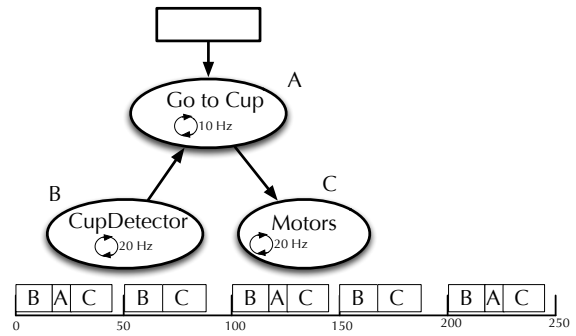 A
Go to Cup
10 Hz
B
C
CupDetector
20 Hz
Motors
20 Hz
B A C B C B A C B C B A C
0 50 100 150 200 250